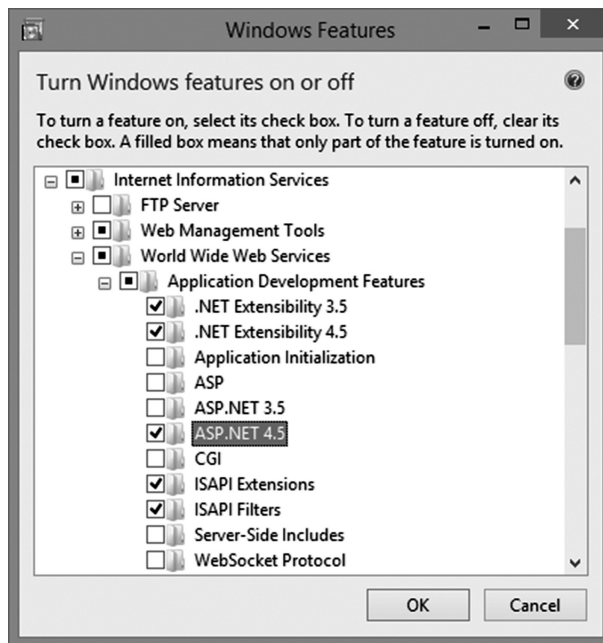 Windows Features
Turn Windows features on or off
To turn a feature on, select its check box. To turn a feature off, clear its
check box. A filled box means that only part of the feature is turned on.
Internet Information Services
FTP Server
Web Management Tools
World Wide Web Services
Application Development Features
.NET Extensibility 3.5
.NET Extensibility 4.5
Application Initialization
ASP
ASP.NET 3.5
ASP.NET 4.5
CGI
ISAPI Extensions
ISAPI Filters
Server-Side Includes
WebSocket Protocol
OK Cancel